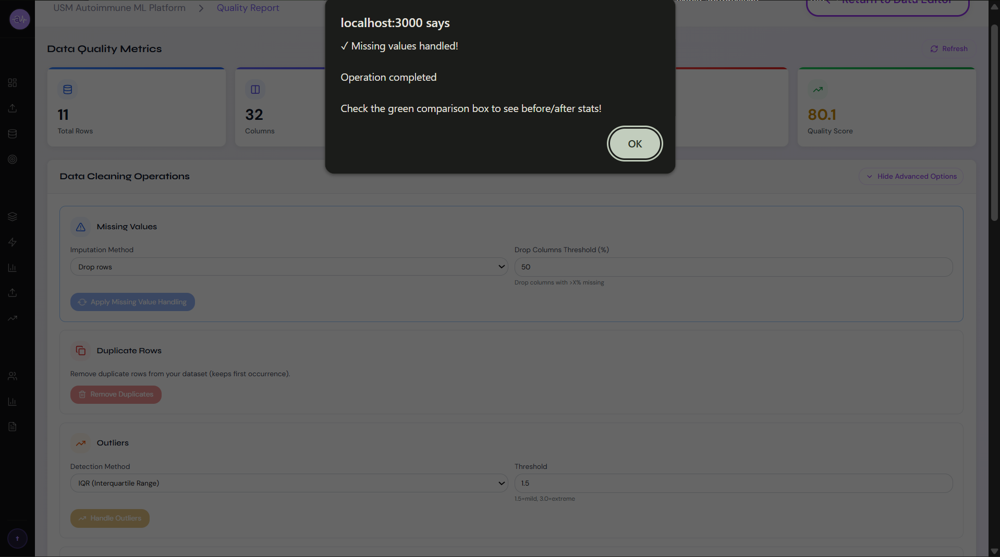 USM Autoimmune ML Platform > Quality Report
Return to Data Editor
localhost:3000 says
✓ Missing values handled!
Operation completed
Check the green comparison box to see before/after stats!
OK
Data Quality Metrics
Refresh
11
Total Rows
32
Columns
80.1
Quality Score
Data Cleaning Operations
Hide Advanced Options
Missing Values
Imputation Method
Drop rows
Drop Columns Threshold (%)
50
Drop columns with >X% missing
Apply Missing Value Handling
Duplicate Rows
Remove duplicate rows from your dataset (keeps first occurrence).
Remove Duplicates
Outliers
Detection Method
IQR (Interquartile Range)
Threshold
1.5
1.5=mild, 3.0=extreme
Handle Outliers